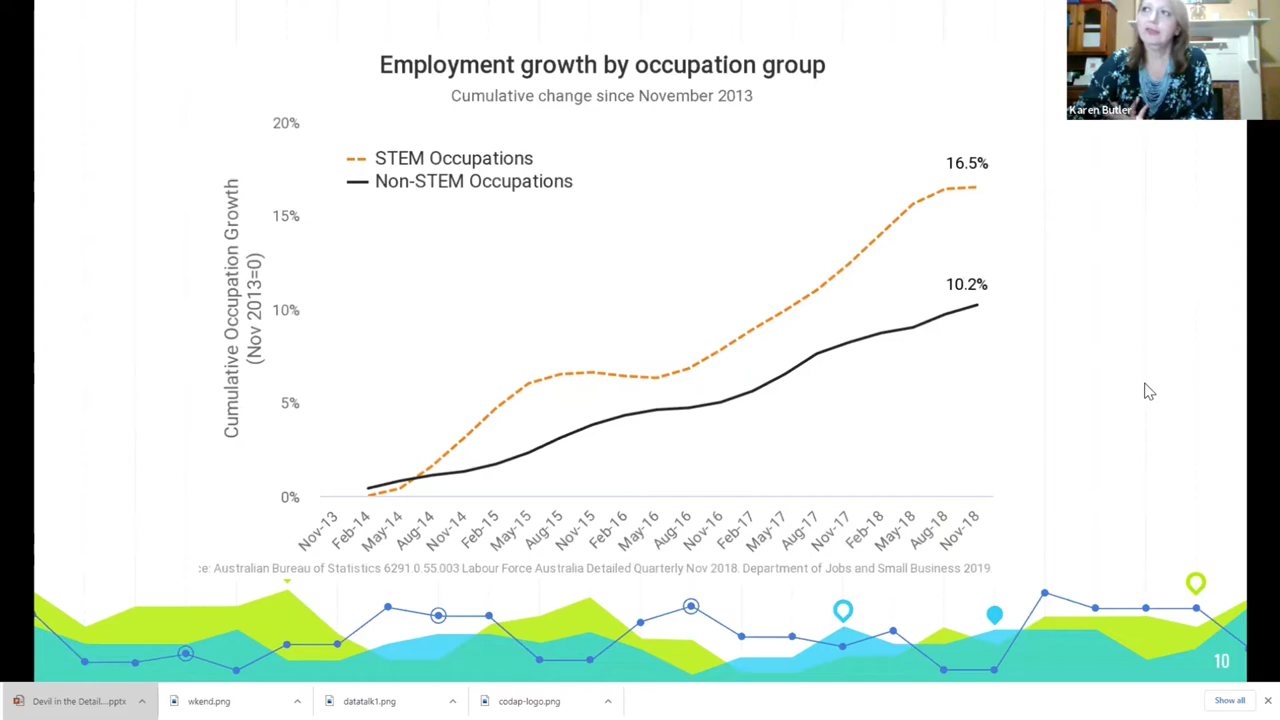 Employment growth by occupation group
Cumulative change since November 2013
Karen Butler
20%
STEM Occupations
Non-STEM Occupations
16.5%
15%
10.2%
10%
5%
0%
Cumulative Occupation Growth
(Nov 2013=0)
Nov-13 Feb-14 May-14 Aug-14 Nov-14 Feb-15 May-15 Aug-15 Nov-15 Feb-16 May-16 Aug-16 Nov-16 Feb-17 May-17 Aug-17 Nov-17 Feb-18 May-18 Aug-18 Nov-18
ce: Australian Bureau of Statistics 6291.0.55.003 Labour Force Australia Detailed Quarterly Nov 2018. Department of Jobs and Small Business 2019
10
Devil in the Detail....pptx
wkend.png
datatalk1.png
codap-logo.png
Show all